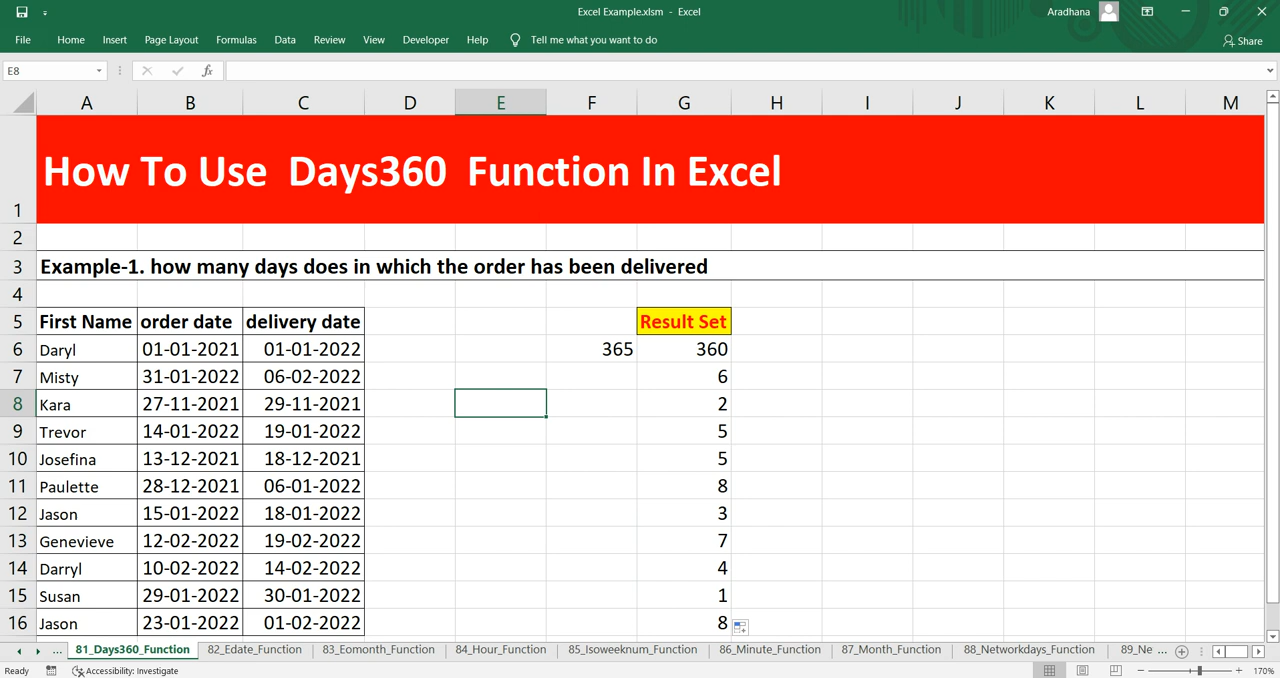 Excel Example.xlsm - Excel
Aradhana
File Home Insert Page Layout Formulas Data Review View Developer Help Tell me what you want to do Share
E8 fx
A B C D E F G H I J K L M
1 How To Use Days360 Function In Excel
2
3 Example-1. how many days does in which the order has been delivered
4
5 First Name order date delivery date Result Set
6 Daryl 01-01-2021 01-01-2022 365 360
7 Misty 31-01-2022 06-02-2022 6
8 Kara 27-11-2021 29-11-2021 2
9 Trevor 14-01-2022 19-01-2022 5
10 Josefina 13-12-2021 18-12-2021 5
11 Paulette 28-12-2021 06-01-2022 8
12 Jason 15-01-2022 18-01-2022 3
13 Genevieve 12-02-2022 19-02-2022 7
14 Darryl 10-02-2022 14-02-2022 4
15 Susan 29-01-2022 30-01-2022 1
16 Jason 23-01-2022 01-02-2022 8
... 81_Days360_Function 82_Edate_Function 83_Eomonth_Function 84_Hour_Function 85_Isoweeknum_Function 86_Minute_Function 87_Month_Function 88_Networkdays_Function 89_Ne ...
Ready Accessibility: Investigate 170%